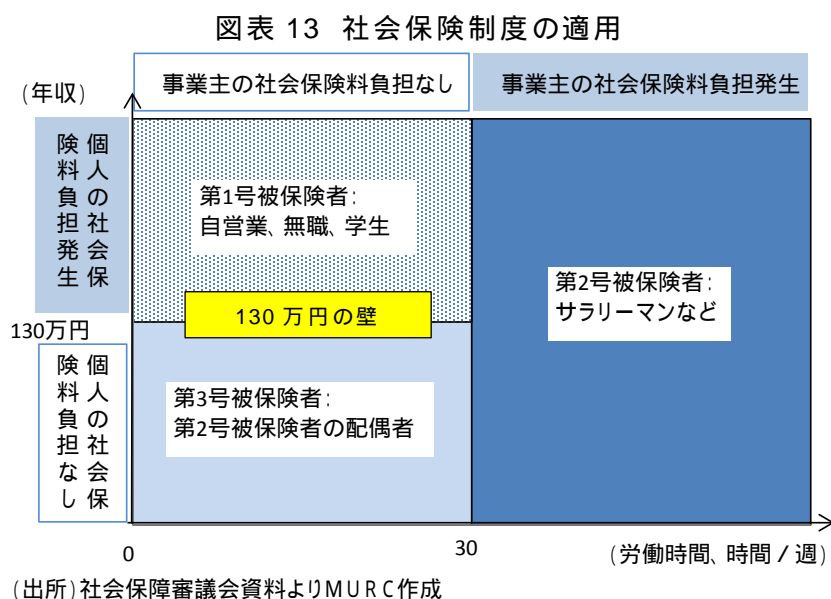 図表 13 社会保険制度の適用
事業主の社会保険料負担なし
事業主の社会保険料負担発生
(年収)
個人の社会保
険料負担発生
第1号被保険者:
自営業、無職、学生
第2号被保険者:
サラリーマンなど
130 万円の壁
130万円
個人の社会保
険料負担なし
第3号被保険者:
第2号被保険者の配偶者
0
30
(労働時間、時間/週)
(出所)社会保障審議会資料よりMURC作成